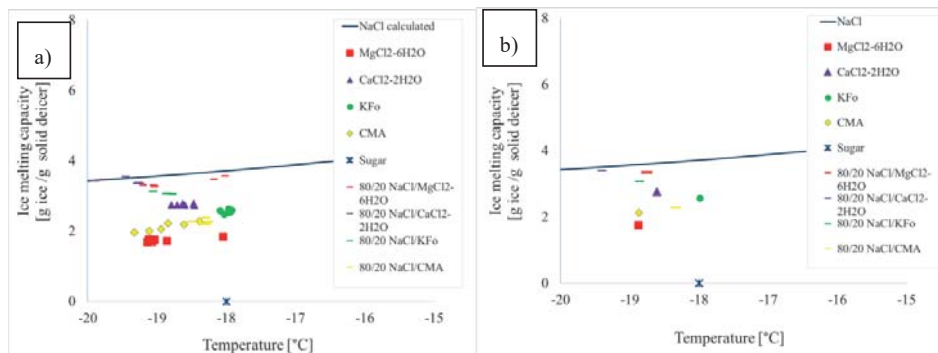 a)
Ice melting capacity
[g ice /g solid deicer]
8
6
4
2
0
-20
-19
-18
-17
-16
-15
Temperature [°C]
NaCl calculated
MgCl2-6H2O
CaCl2-2H2O
KFo
CMA
Sugar
80/20 NaCl/MgCl2-
6H2O
80/20 NaCl/CaCl2-
2H2O
80/20 NaCl/KFo
80/20 NaCl/CMA
b)
Ice melting capacity
[g ice /g solid deicer]
8
6
4
2
0
-20
-19
-18
-17
-16
-15
Temperature [°C]
NaCl
MgCl2-6H2O
CaCl2-2H2O
KFo
CMA
Sugar
80/20 NaCl/MgCl2-
6H2O
80/20 NaCl/CaCl2-
2H2O
80/20 NaCl/KFo
80/20 NaCl/CMA